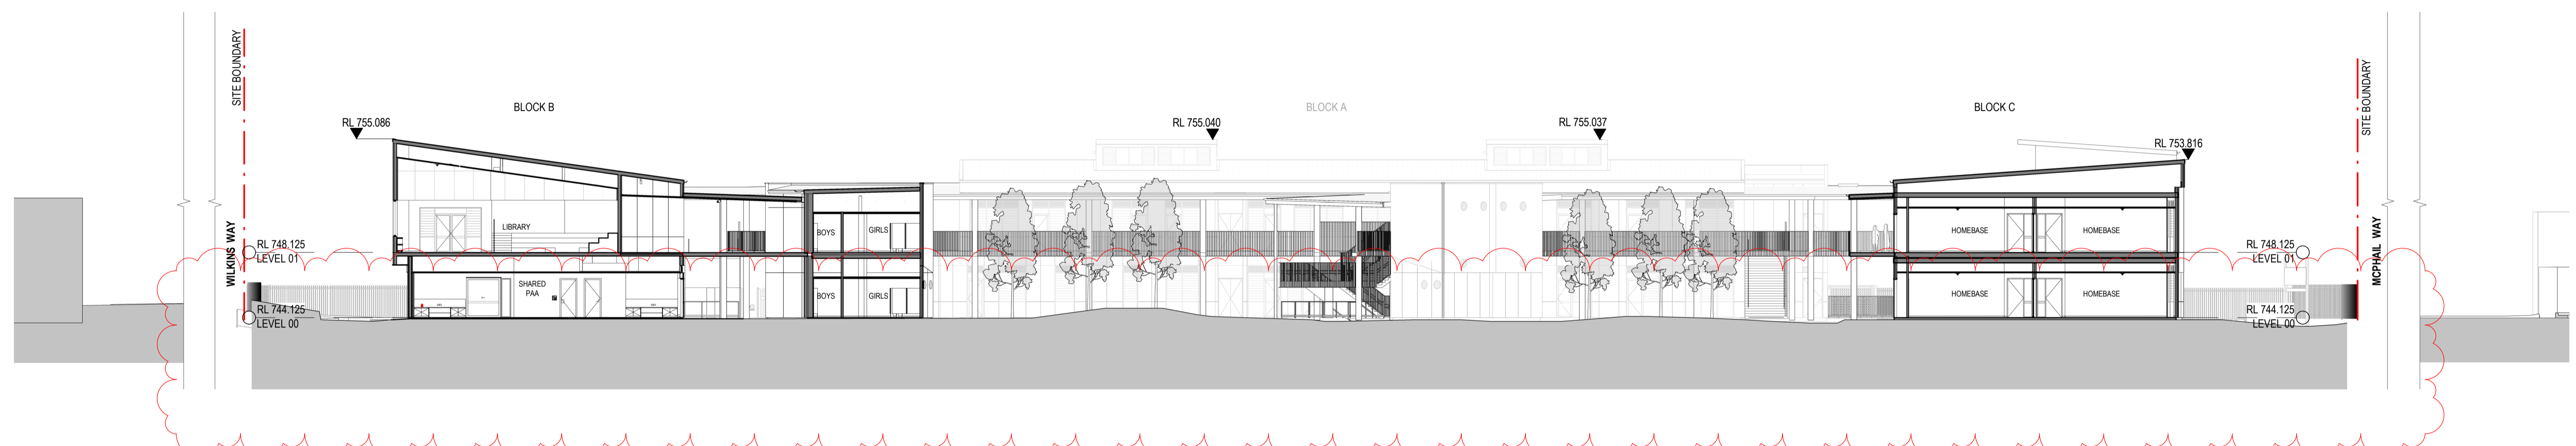 SITE BOUNDARY
SITE BOUNDARY
BLOCK B
BLOCK A
BLOCK C
RL 755.086
RL 755.040
RL 755.037
RL 753.816
LIBRARY
BOYS
GIRLS
HOMEBASE
HOMEBASE
WILKINS WAY
MCPHAIL WAY
RL 748.125
LEVEL 01
RL 748.125
LEVEL 01
SHARED
PAA
BOYS
GIRLS
HOMEBASE
HOMEBASE
RL 744.125
LEVEL 00
RL 744.125
LEVEL 00